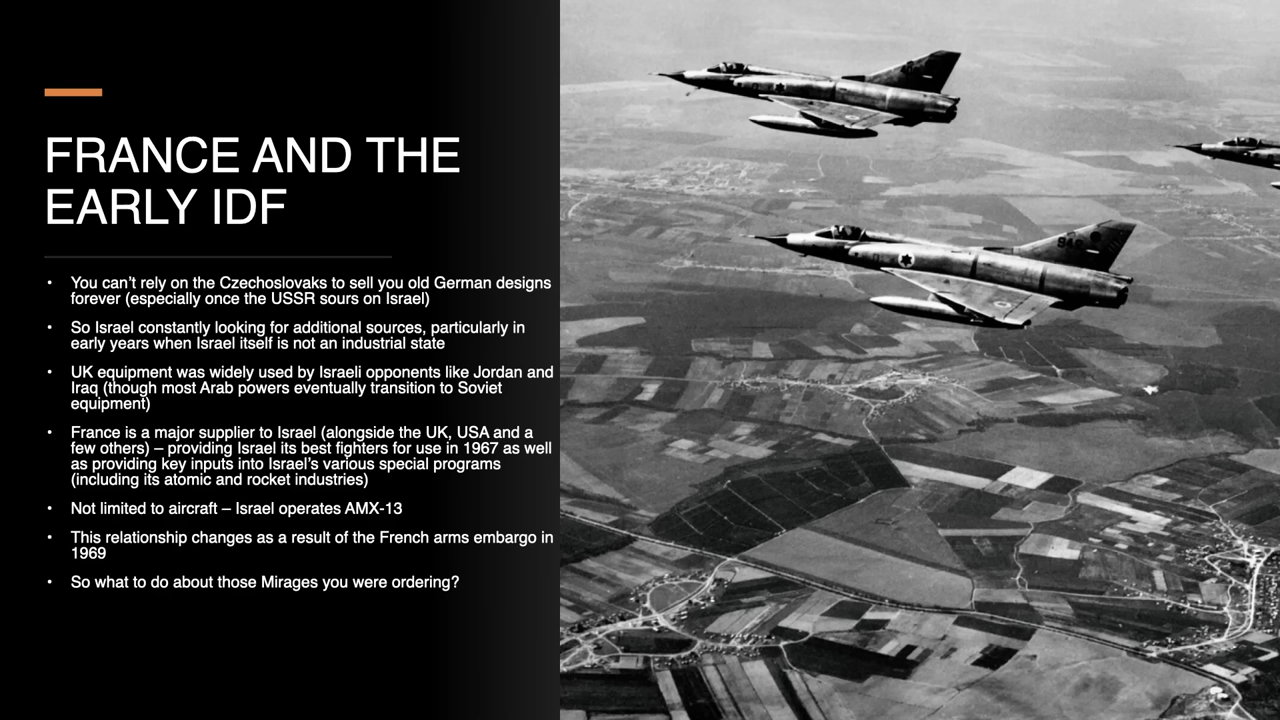 FRANCE AND THE
EARLY IDF
• You can't rely on the Czechoslovaks to sell you old German designs
forever (especially once the USSR sours on Israel)
• So Israel constantly looking for additional sources, particularly in
early years when Israel itself is not an industrial state
• UK equipment was widely used by Israeli opponents like Jordan and
Iraq (though most Arab powers eventually transition to Soviet
equipment)
• France is a major supplier to Israel (alongside the UK, USA and a
few others) – providing Israel its best fighters for use in 1967 as well
as providing key inputs into Israel's various special programs
(including its atomic and rocket industries)
• Not limited to aircraft – Israel operates AMX-13
• This relationship changes as a result of the French arms embargo in
1969
• So what to do about those Mirages you were ordering?